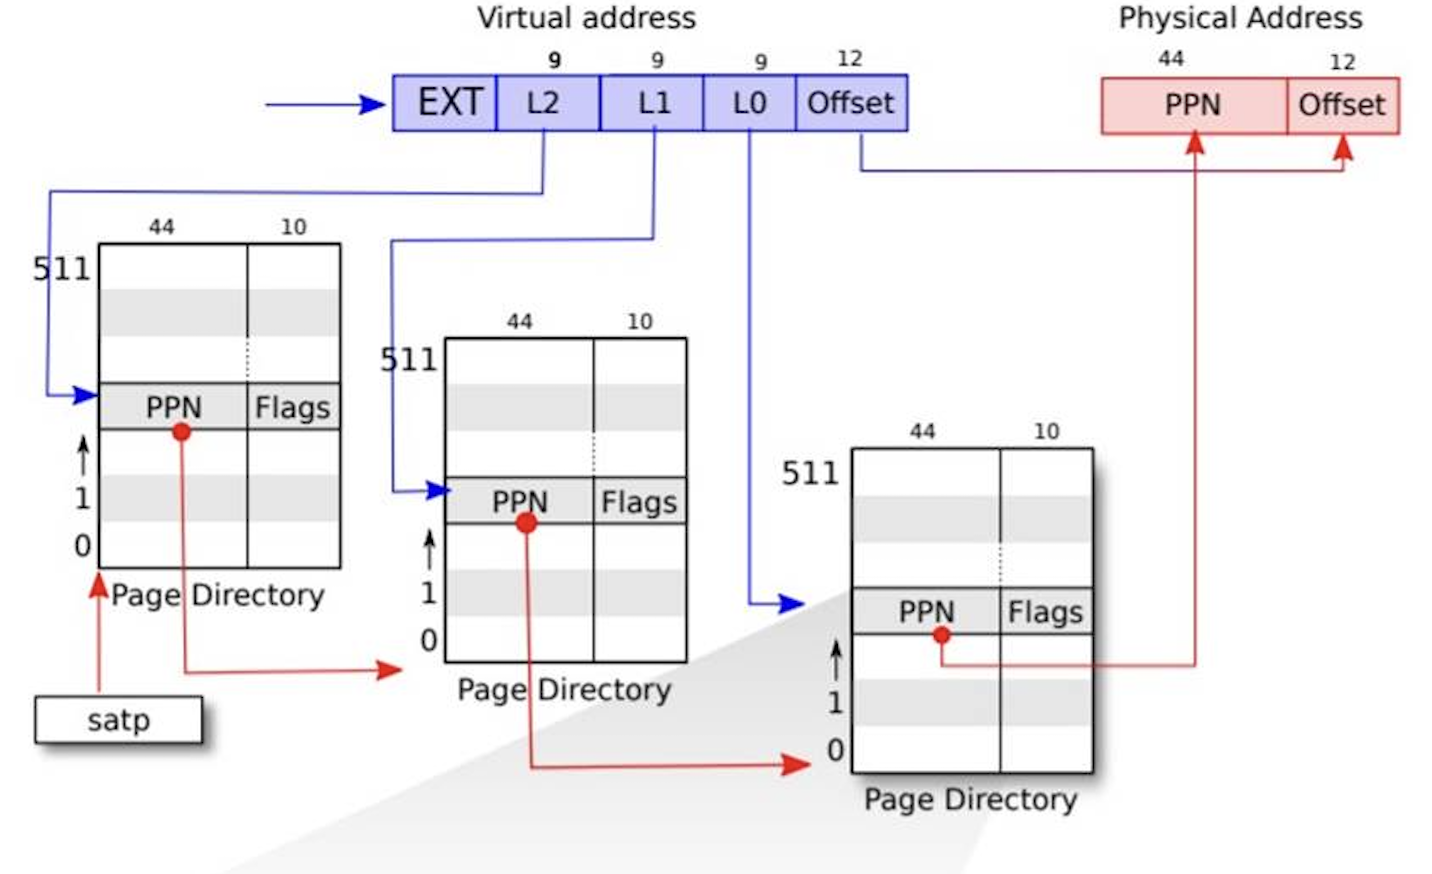 Virtual address
Physical Address
9 9 9 12
44 12
EXT L2 L1 L0 Offset
PPN Offset
44 10
511
PPN Flags
1
0
Page Directory
satp
44 10
511
PPN Flags
1
0
Page Directory
44 10
511
PPN Flags
1
0
Page Directory